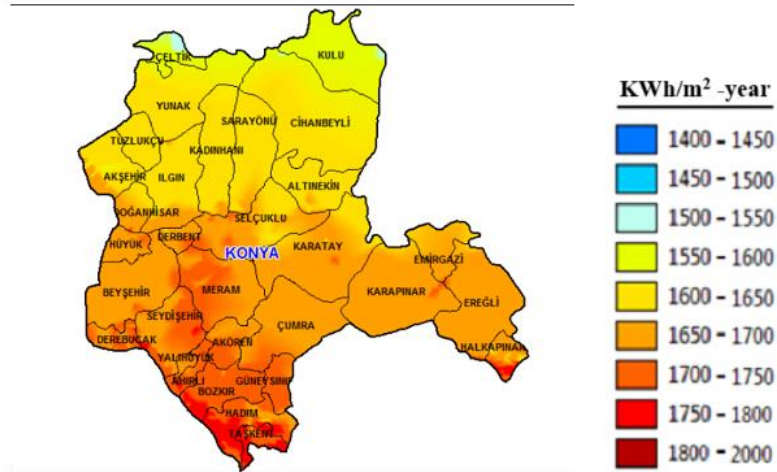 KULU
ÇELTİK
YUNAK
SARAYÖNÜ
CİHANBEYLİ
TUZLUKÇU
KADINHANI
AKŞEHİR
ILGIN
ALTINEKİN
DOĞANHİSAR
SELÇUKLU
HÜYÜK
DERBENT
KONYA
KARATAY
EMİRGAZİ
BEYŞEHİR
MERAM
KARAPINAR
EREĞLİ
SEYDİŞEHİR
ÇUMRA
DEREBUCAK
AKÖREN
HALKAPINAR
YALIHÜYÜK
AHIRLI
GÜNEYSINIR
BOZKIR
HADIM
TAŞKENT
KWh/m² -year
1400 - 1450
1450 - 1500
1500 - 1550
1550 - 1600
1600 - 1650
1650 - 1700
1700 - 1750
1750 - 1800
1800 - 2000